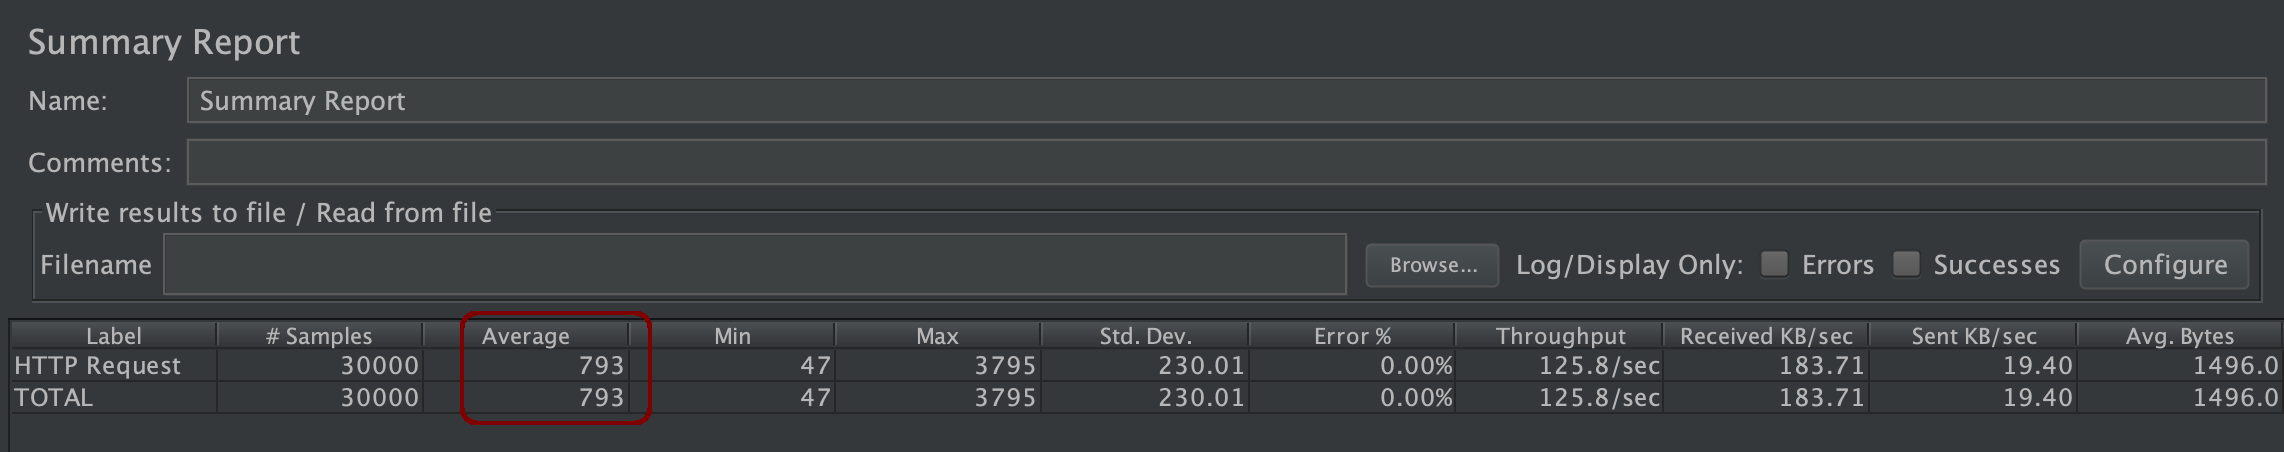 Summary Report
Name: Summary Report
Comments:
Write results to file / Read from file
Filename Browse... Log/Display Only: Errors Successes Configure
Label # Samples Average Min Max Std. Dev. Error % Throughput Received KB/sec Sent KB/sec Avg. Bytes
HTTP Request 30000 793 47 3795 230.01 0.00% 125.8/sec 183.71 19.40 1496.0
TOTAL 30000 793 47 3795 230.01 0.00% 125.8/sec 183.71 19.40 1496.0